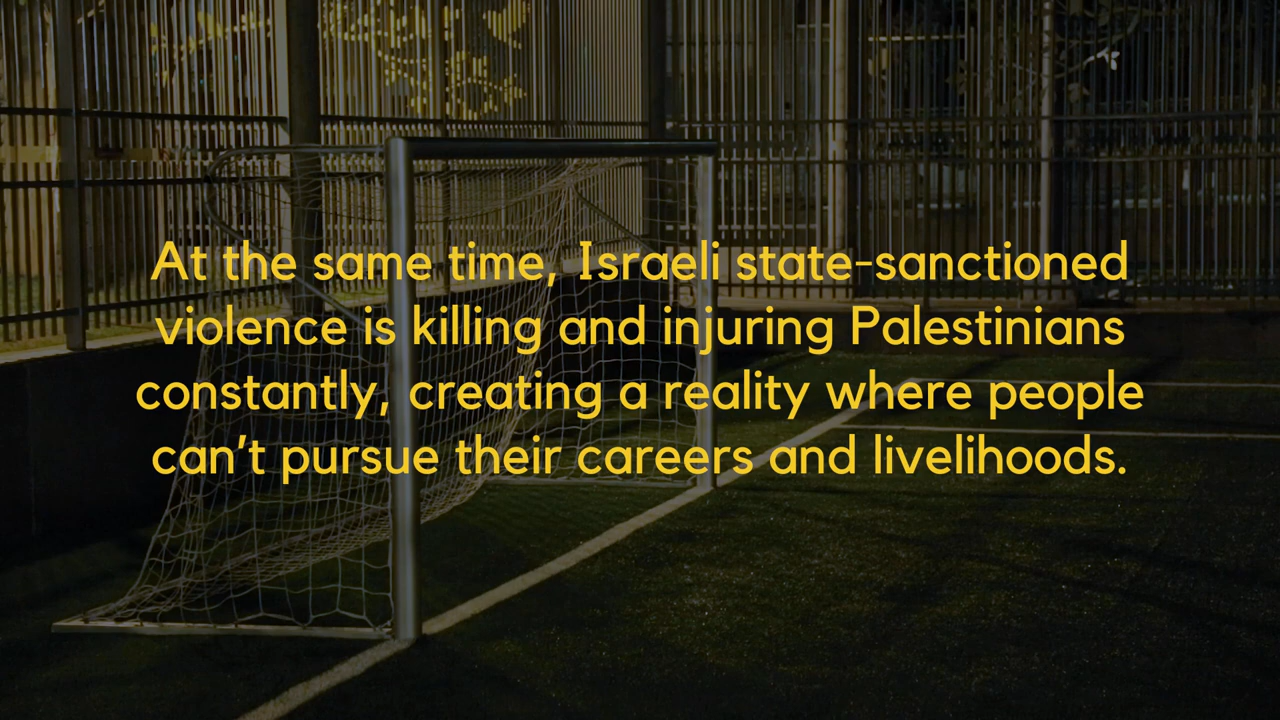 At the same time, Israeli state-sanctioned
violence is killing and injuring Palestinians
constantly, creating a reality where people
can’t pursue their careers and livelihoods.